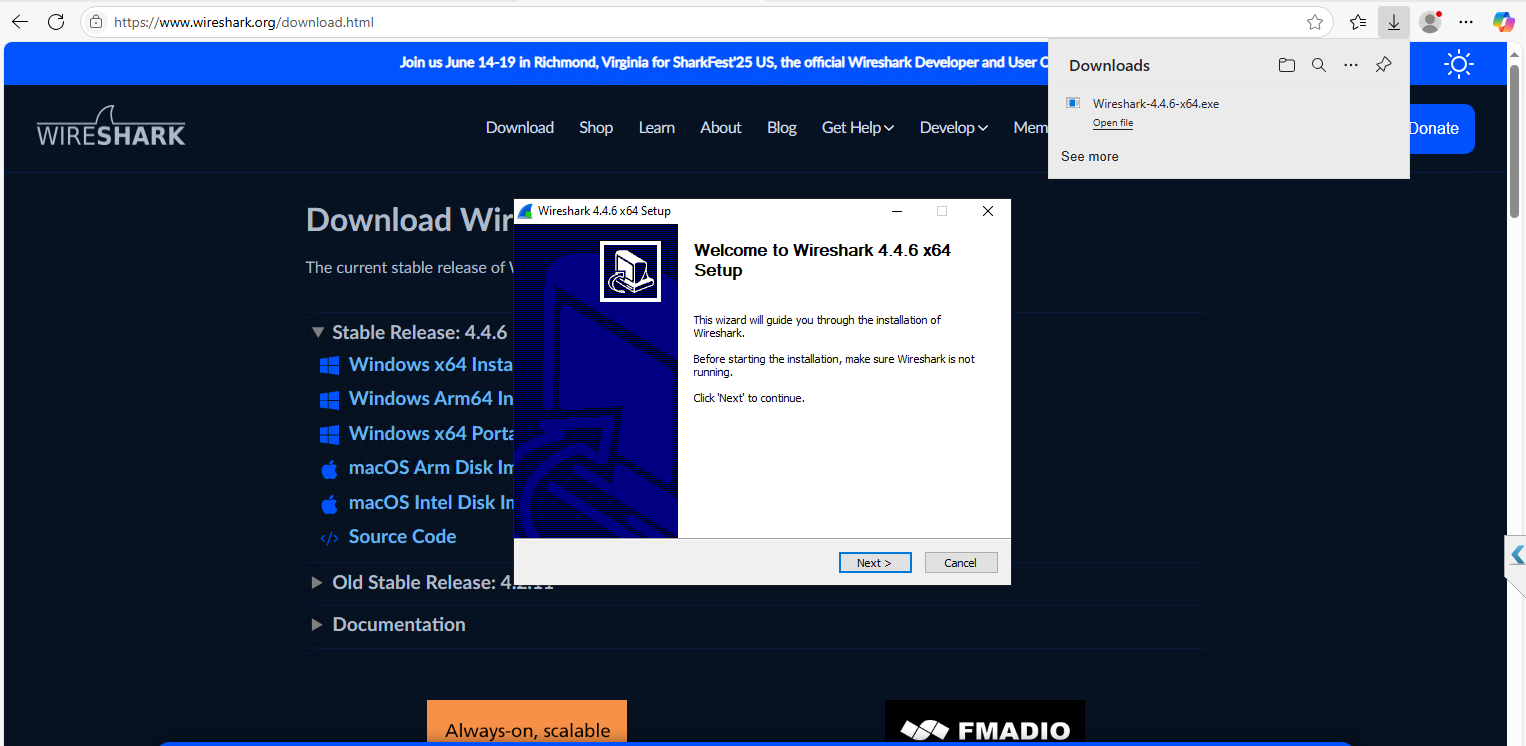 https://www.wireshark.org/download.html
Join us June 14-19 in Richmond, Virginia for SharkFest'25 US, the official Wireshark Developer and User C
Downloads
Wireshark-4.4.6-x64.exe
Open file
See more
WIRESHARK
Download Shop Learn About Blog Get Help Develop Mem
Donate
Download Wir
The current stable release of W
Stable Release: 4.4.6
Windows x64 Insta
Windows Arm64 In
Windows x64 Porta
macOS Arm Disk Im
macOS Intel Disk Im
</> Source Code
Old Stable Release: 4.2.11
Documentation
Wireshark 4.4.6 x64 Setup
Welcome to Wireshark 4.4.6 x64
Setup
This wizard will guide you through the installation of
Wireshark.
Before starting the installation, make sure Wireshark is not
running.
Click 'Next' to continue.
Next >
Cancel
Always-on, scalable
FMADIO